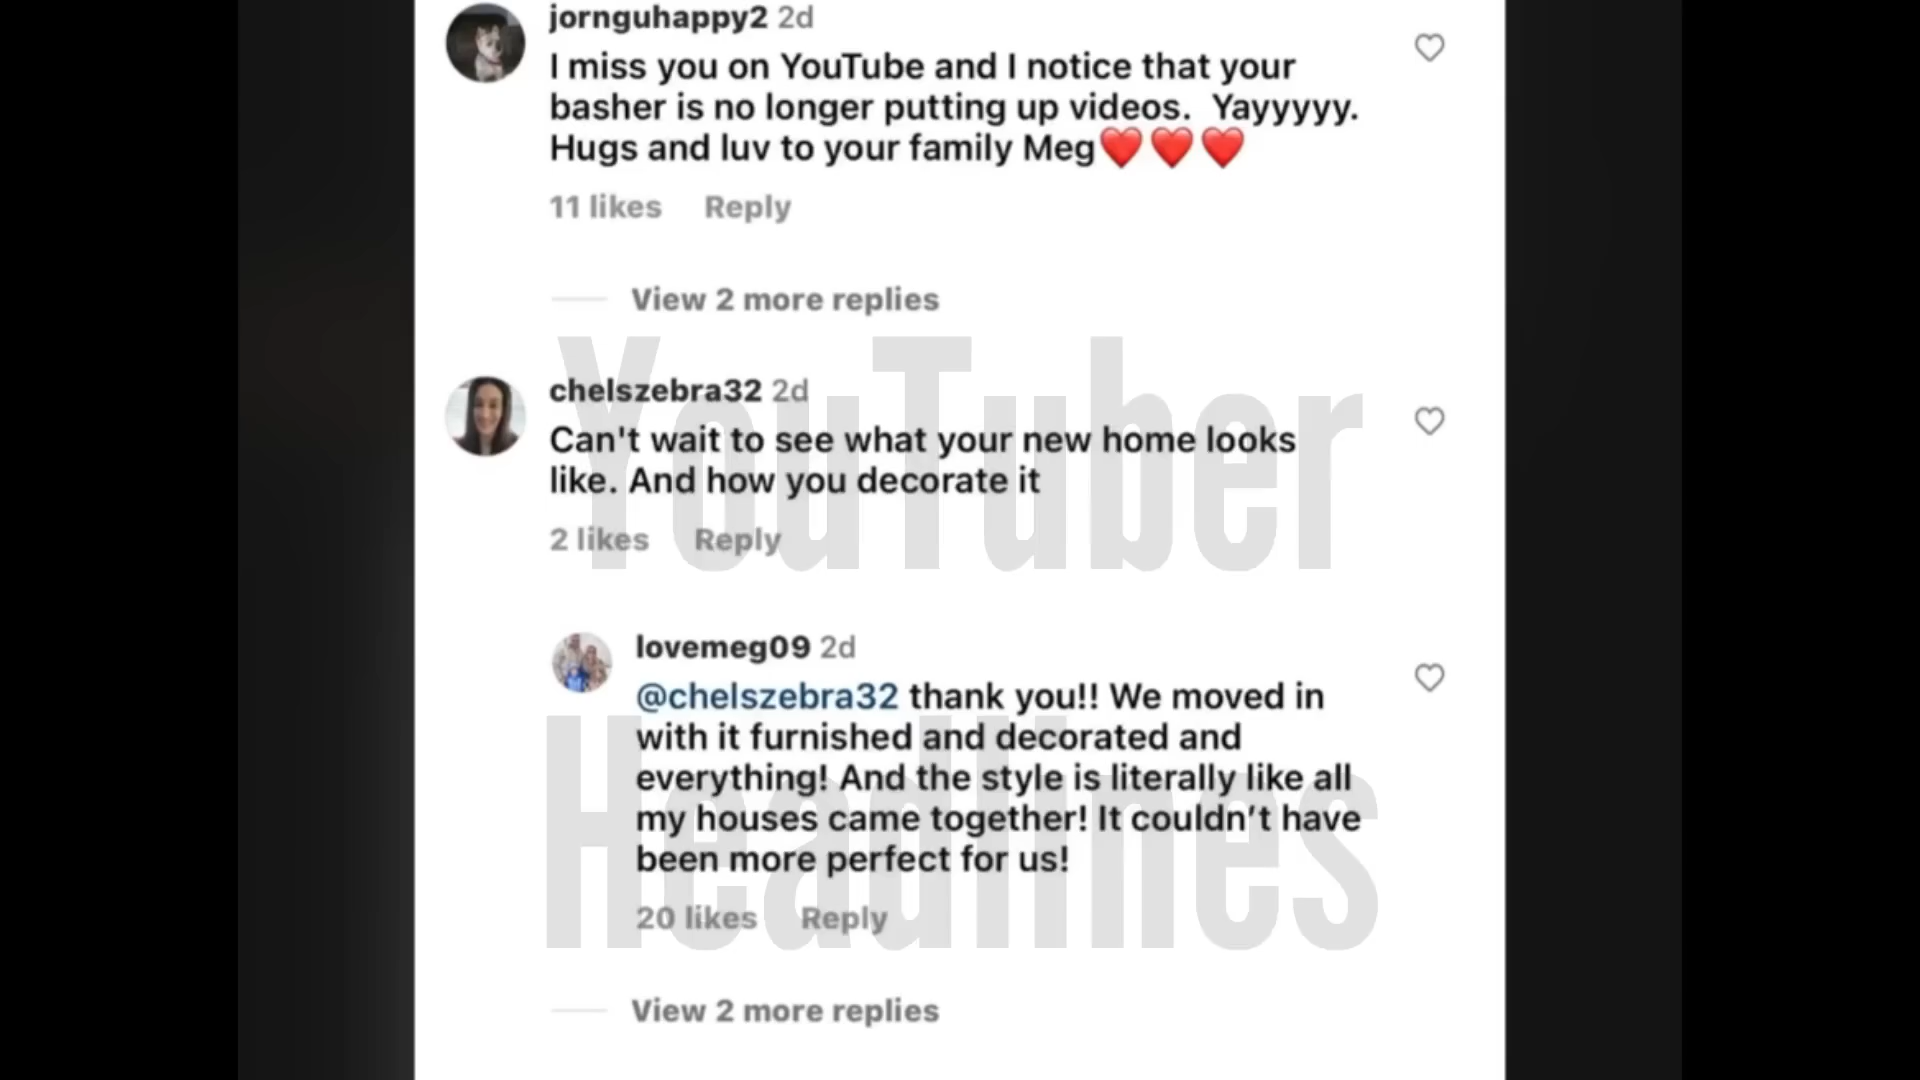 jornguhappy2 2d
I miss you on YouTube and I notice that your
basher is no longer putting up videos.  Yayyyyy.
Hugs and luv to your family Meg❤️❤️❤️
11 likes Reply
View 2 more replies
chelszebra32 2d
Can't wait to see what your new home looks
like. And how you decorate it
2 likes Reply
YouTuber
lovemeg09 2d
@chelszebra32 thank you!! We moved in
with it furnished and decorated and
everything! And the style is literally like all
my houses came together! It couldn’t have
been more perfect for us!
20 likes Reply
Headlines
View 2 more replies